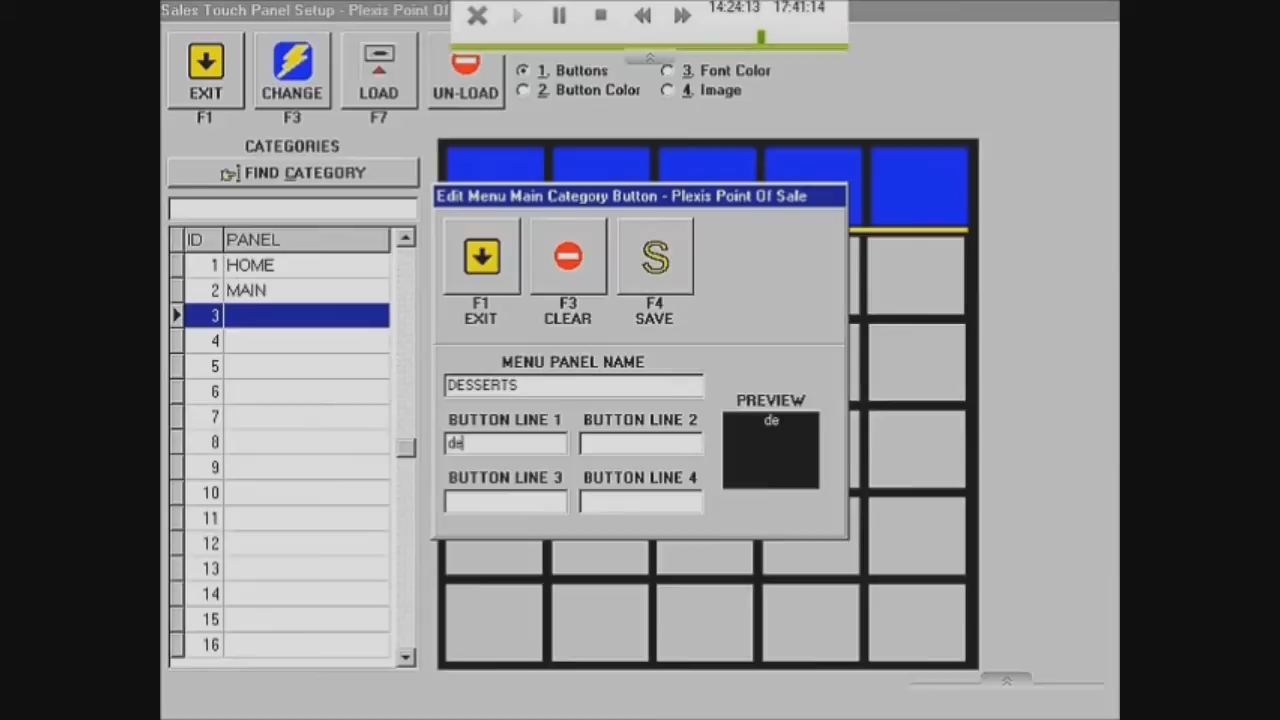 Sales Touch Panel Setup - Plexis Point Of
14:24:13 17:41:14
EXIT
F1
CHANGE
F3
LOAD
F7
UN-LOAD
1. Buttons
2. Button Color
3. Font Color
4. Image
CATEGORIES
FIND CATEGORY
ID PANEL
1 HOME
2 MAIN
3
4
5
6
7
8
9
10
11
12
13
14
15
16
Edit Menu Main Category Button - Plexis Point Of Sale
S
F1
EXIT
F3
CLEAR
F4
SAVE
MENU PANEL NAME
DESSERTS
BUTTON LINE 1
de
BUTTON LINE 2
BUTTON LINE 3
BUTTON LINE 4
PREVIEW
de